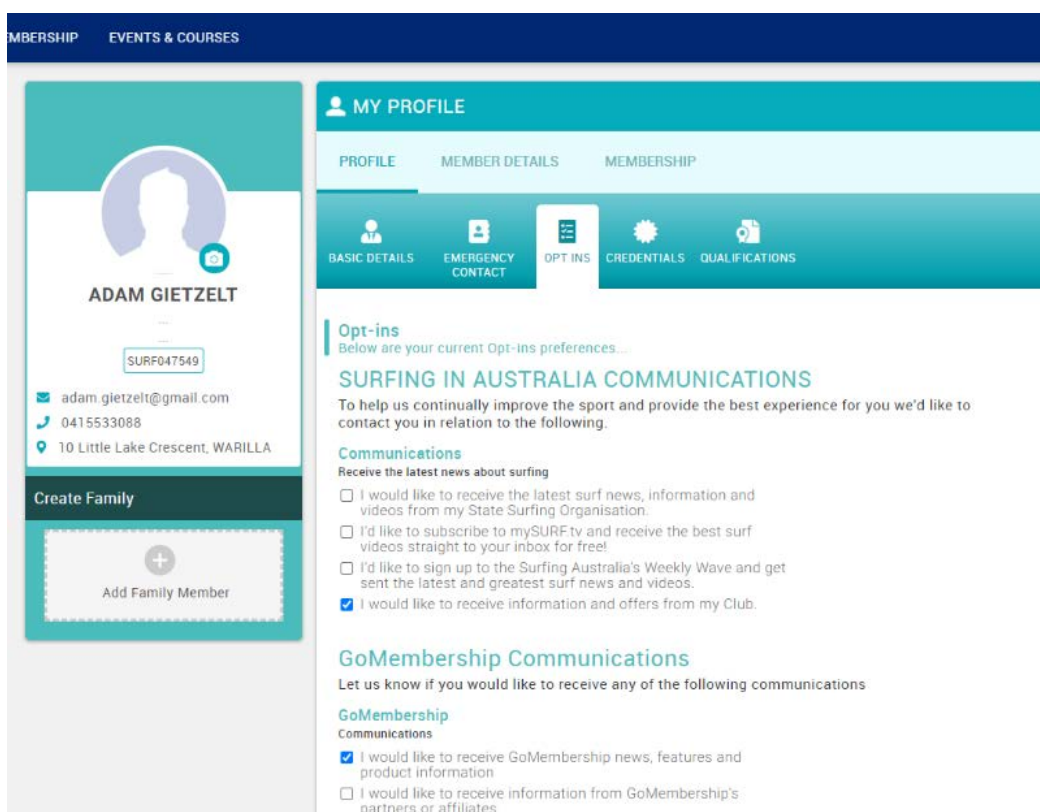 EMBERSHIP EVENTS & COURSES
ADAM GIETZELT
SURF047549
adam.gietzelt@gmail.com
0415533088
10 Little Lake Crescent, WARILLA
Create Family
Add Family Member
MY PROFILE
PROFILE MEMBER DETAILS MEMBERSHIP
BASIC DETAILS EMERGENCY CONTACT OPT INS CREDENTIALS QUALIFICATIONS
Opt-ins
Below are your current Opt-Ins preferences...
SURFING IN AUSTRALIA COMMUNICATIONS
To help us continually improve the sport and provide the best experience for you we'd like to
contact you in relation to the following.
Communications
Receive the latest news about surfing
I would like to receive the latest surf news, information and
videos from my State Surfing Organisation.
I'd like to subscribe to mySURF.tv and receive the best surf
videos straight to your inbox for free!
I'd like to sign up to the Surfing Australia's Weekly Wave and get
sent the latest and greatest surf news and videos.
I would like to receive information and offers from my Club.
GoMembership Communications
Let us know if you would like to receive any of the following communications
GoMembership
Communications
I would like to receive GoMembership news, features and
product information
I would like to receive information from GoMembership's
partners or affiliates